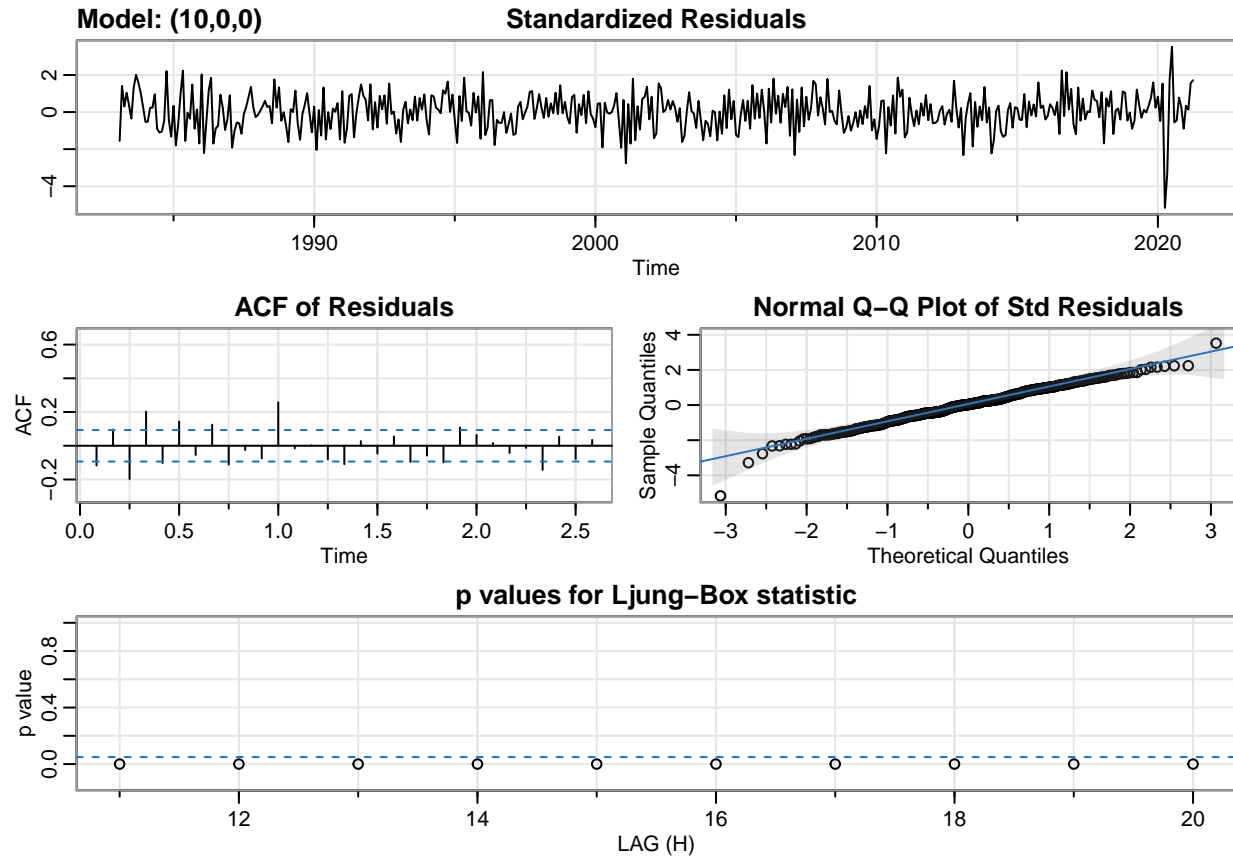 Model: (10,0,0) Standardized Residuals
2
0
−4
1990 2000 2010 2020
Time
ACF of Residuals
ACF
0.6
0.2
−0.2
0.0 0.5 1.0 1.5 2.0 2.5
Time
Normal Q−Q Plot of Std Residuals
Sample Quantiles
4
2
0
−4
−3 −2 −1 0 1 2 3
Theoretical Quantiles
p values for Ljung−Box statistic
p value
0.8
0.4
0.0
12 14 16 18 20
LAG (H)